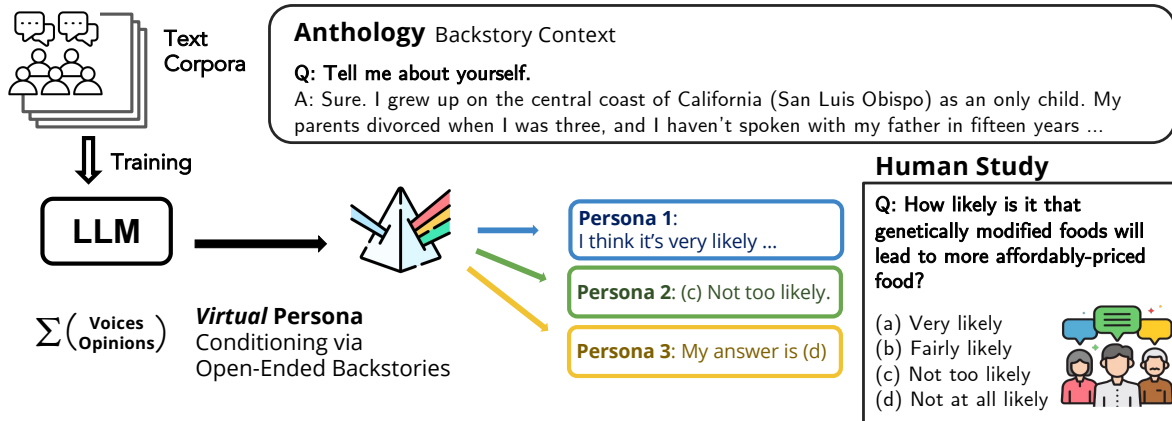 Text
Corpora
Anthology Backstory Context
Q: Tell me about yourself.
A: Sure. I grew up on the central coast of California (San Luis Obispo) as an only child. My
parents divorced when I was three, and I haven't spoken with my father in fifteen years ...
Training
LLM
∑(Voices
Opinions)
Virtual Persona
Conditioning via
Open-Ended Backstories
Persona 1:
I think it's very likely ...
Persona 2: (c) Not too likely.
Persona 3: My answer is (d)
Human Study
Q: How likely is it that
genetically modified foods will
lead to more affordably-priced
food?
(a) Very likely
(b) Fairly likely
(c) Not too likely
(d) Not at all likely